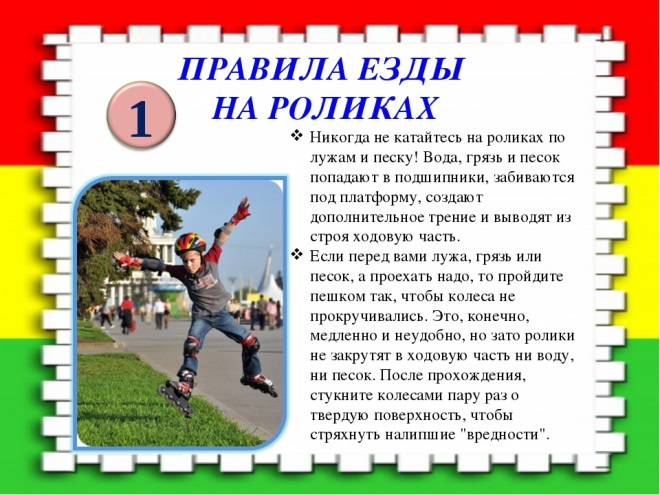 ПРАВИЛА ЕЗДЫ
НА РОЛИКАХ
1
❖ Никогда не катайтесь на роликах по
лужам и песку! Вода, грязь и песок
попадают в подшипники, забиваются
под платформу, создают
дополнительное трение и выводят из
строя ходовую часть.
❖ Если перед вами лужа, грязь или
песок, а проехать надо, то пройдите
пешком так, чтобы колеса не
прокручивались. Это, конечно,
медленно и неудобно, но зато ролики
не закрутят в ходовую часть ни воду,
ни песок. После прохождения,
стукните колесами пару раз о
твердую поверхность, чтобы
стряхнуть налипшие "вредности".